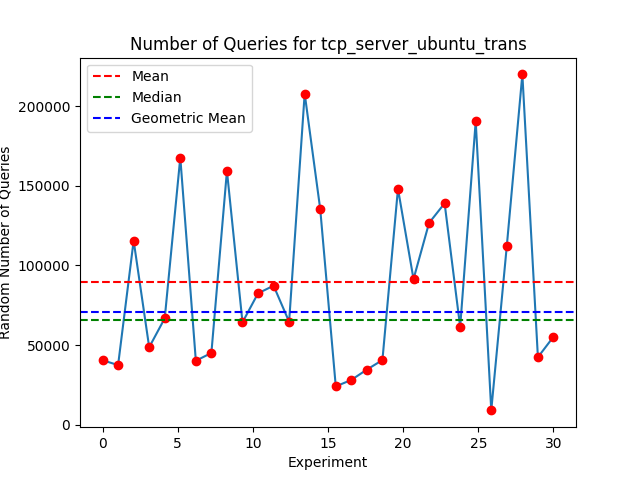 Number of Queries for tcp_server_ubuntu_trans
Mean
Median
Geometric Mean
Random Number of Queries
200000
150000
100000
50000
0
0 5 10 15 20 25 30
Experiment